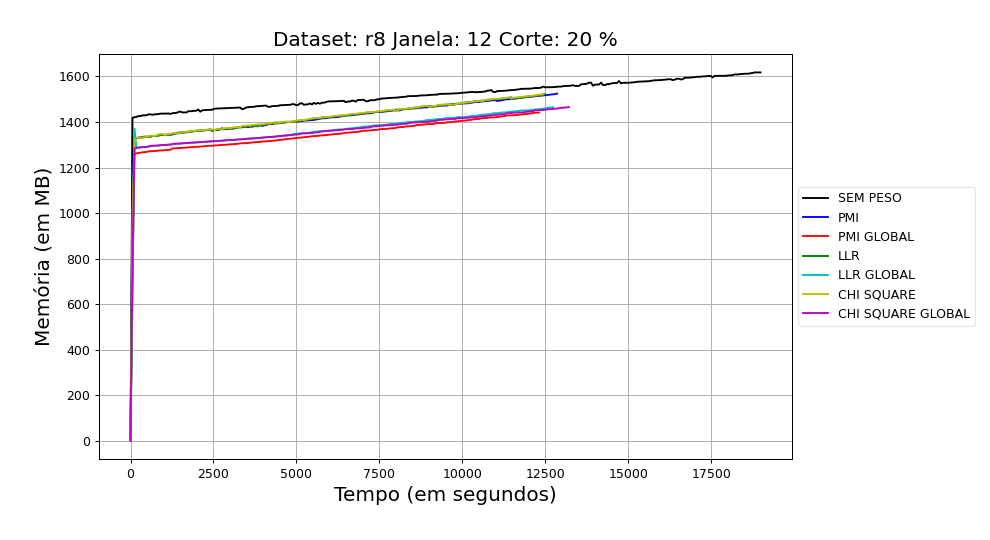 Dataset: r8 Janela: 12 Corte: 20 %
Memória (em MB)
1600
1400
1200
1000
800
600
400
200
0
0 2500 5000 7500 10000 12500 15000 17500
Tempo (em segundos)
SEM PESO
PMI
PMI GLOBAL
LLR
LLR GLOBAL
CHI SQUARE
CHI SQUARE GLOBAL